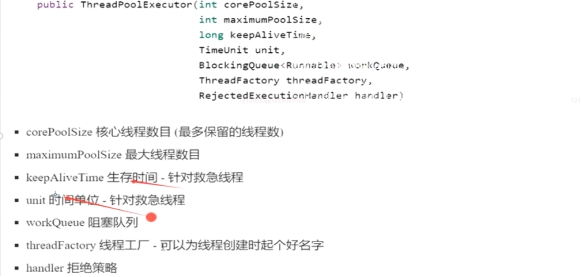 public ThreadPoolExecutor(int corePoolSize,
int maximumPoolSize,
long keepAliveTime,
TimeUnit unit,
BlockingQueue<Runnable> workQueue,
ThreadFactory threadFactory,
RejectedExecutionHandler handler)
corePoolSize 核心线程数目 (最多保留的线程数)
maximumPoolSize 最大线程数目
keepAliveTime 生存时间 - 针对救急线程
unit 时间单位 - 针对救急线程
workQueue 阻塞队列
threadFactory 线程工厂 - 可以为线程创建时起个好名字
handler 拒绝策略